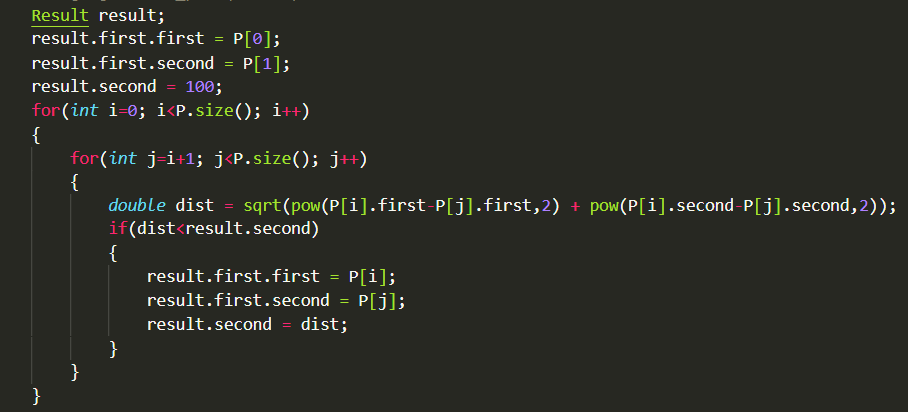 Result result;
result.first.first = P[0];
result.first.second = P[1];
result.second = 100;
for(int i=0; i<P.size(); i++)
{
for(int j=i+1; j<P.size(); j++)
{
double dist = sqrt(pow(P[i].first-P[j].first,2) + pow(P[i].second-P[j].second,2));
if(dist<result.second)
{
result.first.first = P[i];
result.first.second = P[j];
result.second = dist;
}
}
}